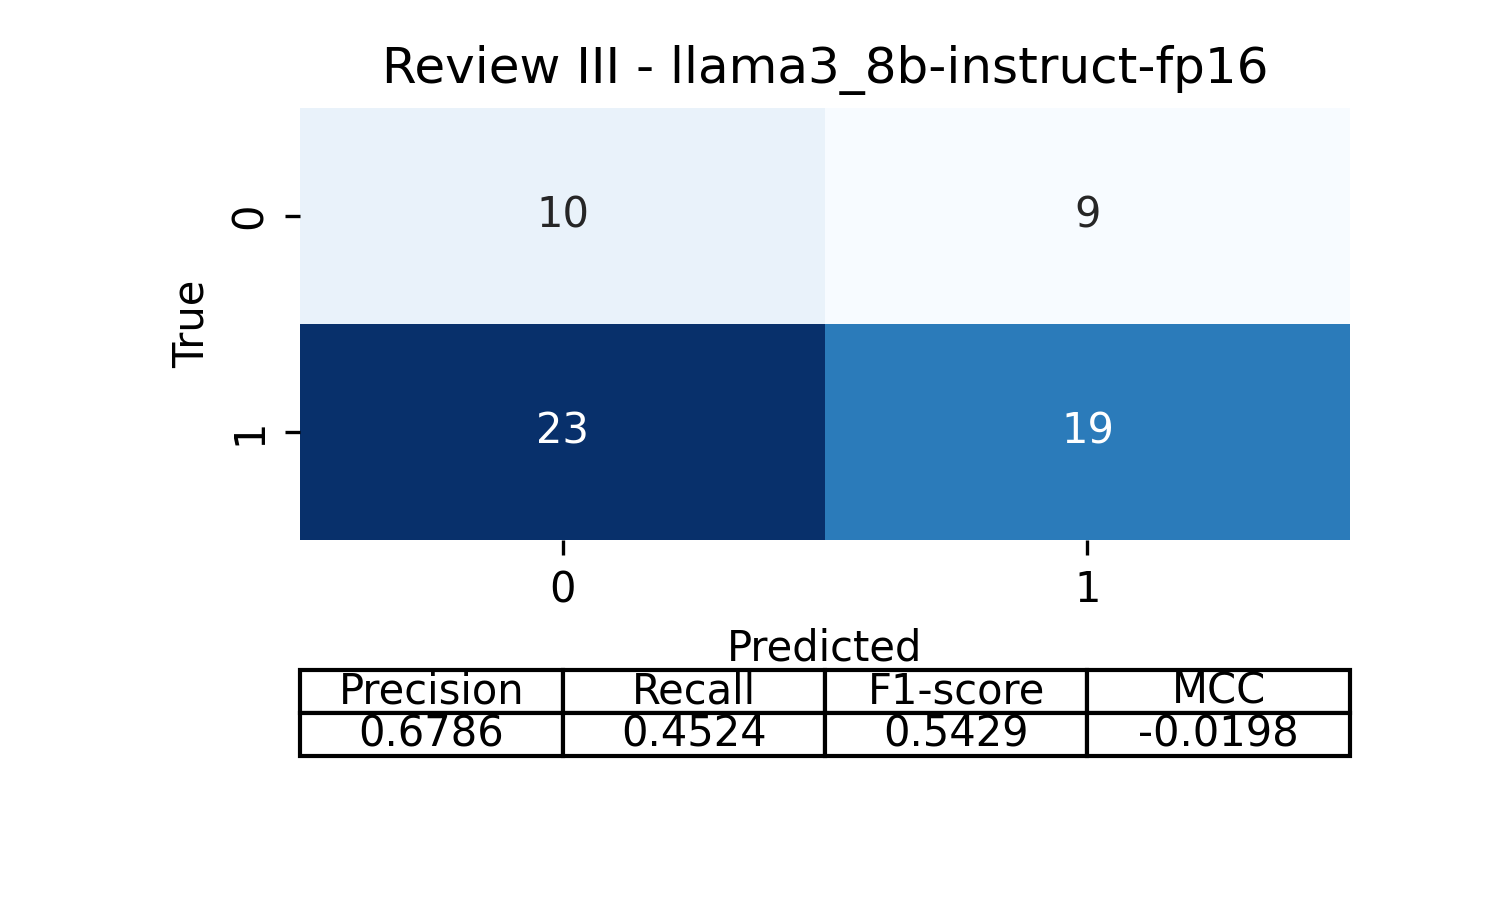 Review III - llama3_8b-instruct-fp16
0
10 9
True
1
23 19
0 1
Predicted
Precision Recall F1-score MCC
0.6786 0.4524 0.5429 -0.0198